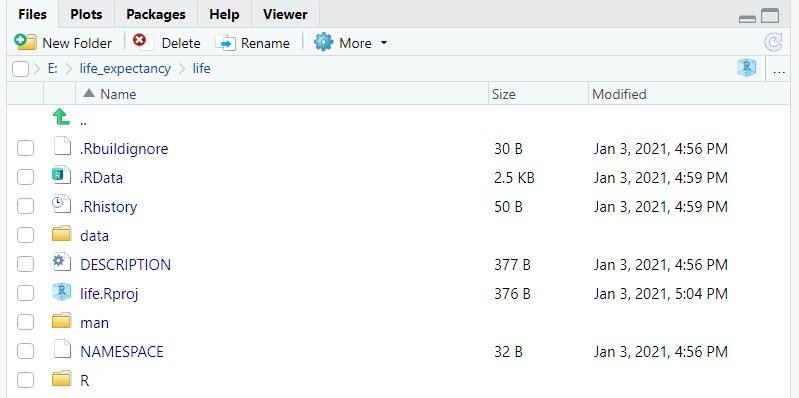 Files Plots Packages Help Viewer
New Folder Delete Rename More
E: life_expectancy life R ...
Name Size Modified
..
.Rbuildignore 30 B Jan 3, 2021, 4:56 PM
.RData 2.5 KB Jan 3, 2021, 4:59 PM
.Rhistory 50 B Jan 3, 2021, 4:59 PM
data
DESCRIPTION 377 B Jan 3, 2021, 4:56 PM
life.Rproj 376 B Jan 3, 2021, 5:04 PM
man
NAMESPACE 32 B Jan 3, 2021, 4:56 PM
R